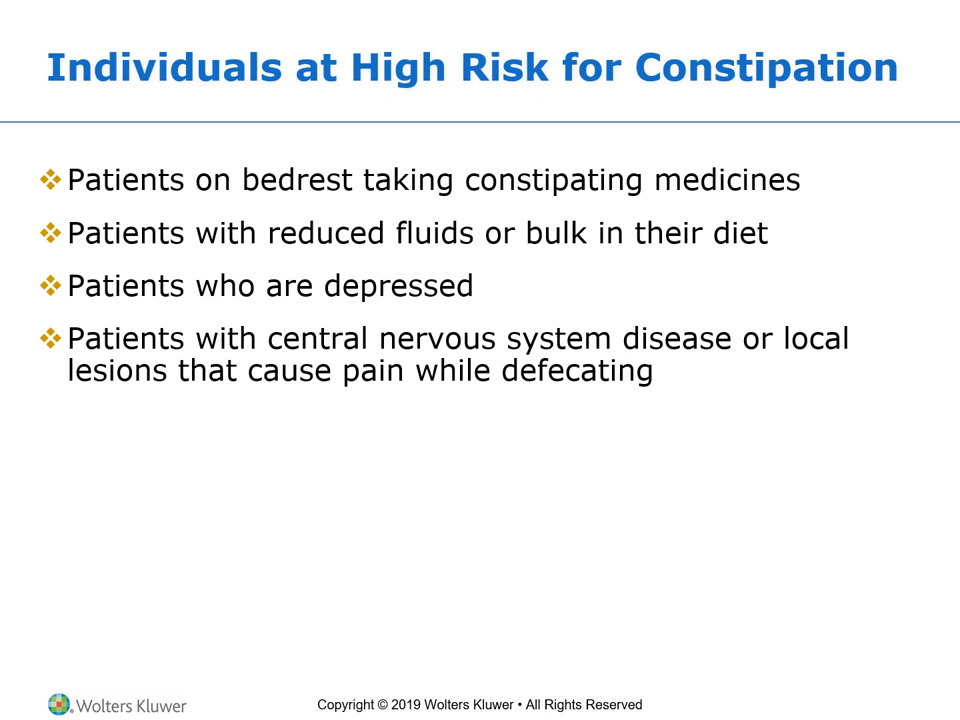 Individuals at High Risk for Constipation
❖Patients on bedrest taking constipating medicines
❖Patients with reduced fluids or bulk in their diet
❖Patients who are depressed
❖Patients with central nervous system disease or local
lesions that cause pain while defecating
Wolters Kluwer
Copyright © 2019 Wolters Kluwer • All Rights Reserved